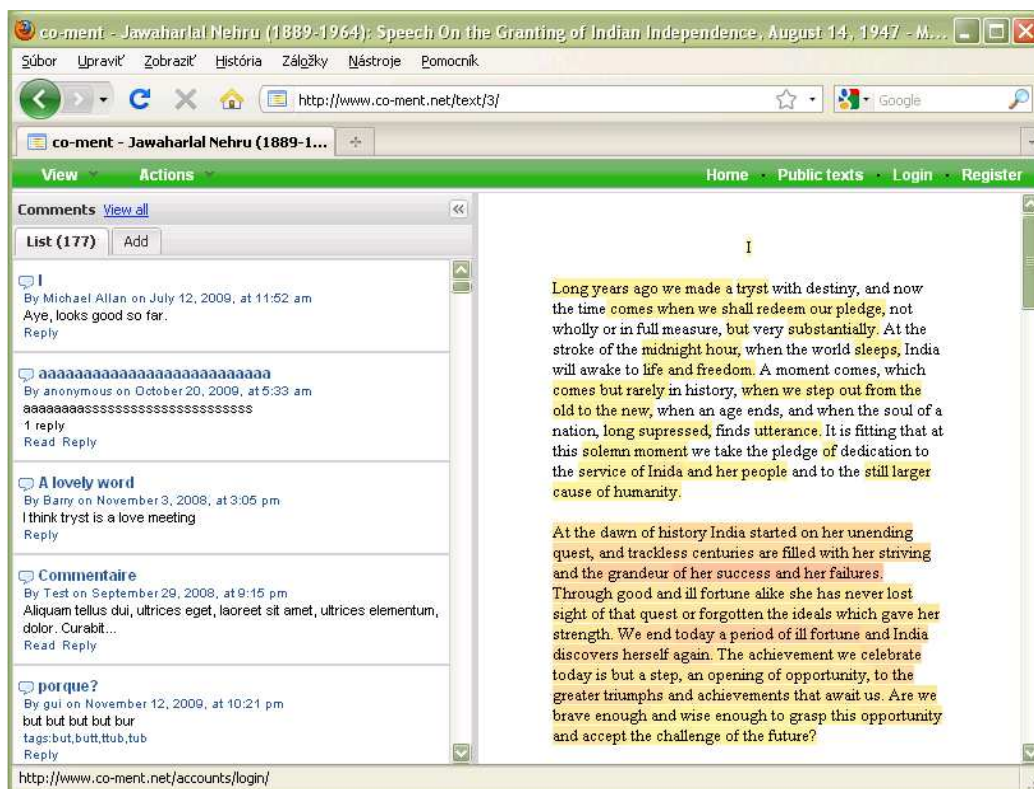 co-ment - Jawaharlal Nehru (1889-1964): Speech On the Granting of Indian Independence, August 14, 1947 - M...
Súbor Upraviť Zobraziť História Záložky Nástroje Pomocník
http://www.co-ment.net/text/3/
Google
co-ment - Jawaharlal Nehru (1889-1...
View Actions Home Public texts Login Register
Comments View all
List (177) Add
I
By Michael Allan on July 12, 2009, at 11:52 am
Aye, looks good so far.
Reply
aaaaaaaaaaaaaaaaaaaaaaaaaaa
By anonymous on October 20, 2009, at 5:33 am
aaaaaaaasssssssssssssssssssssss
1 reply
Read Reply
A lovely word
By Barry on November 3, 2008, at 3:05 pm
I think tryst is a love meeting
Reply
Commentaire
By Test on September 29, 2008, at 9:15 pm
Aliquam tellus dui, ultrices eget, laoreet sit amet, ultrices elementum,
dolor. Curabit...
Read Reply
porque?
By gui on November 12, 2009, at 10:21 pm
but but but but bur
tags:but,butt,ttub,tub
Reply
I
Long years ago we made a tryst with destiny, and now
the time comes when we shall redeem our pledge, not
wholly or in full measure, but very substantially. At the
stroke of the midnight hour, when the world sleeps, India
will awake to life and freedom. A moment comes, which
comes but rarely in history, when we step out from the
old to the new, when an age ends, and when the soul of a
nation, long supressed, finds utterance. It is fitting that at
this solemn moment we take the pledge of dedication to
the service of Inida and her people and to the still larger
cause of humanity.
At the dawn of history India started on her unending
quest, and trackless centuries are filled with her striving
and the grandeur of her success and her failures.
Through good and ill fortune alike she has never lost
sight of that quest or forgotten the ideals which gave her
strength. We end today a period of ill fortune and India
discovers herself again. The achievement we celebrate
today is but a step, an opening of opportunity, to the
greater triumphs and achievements that await us. Are we
brave enough and wise enough to grasp this opportunity
and accept the challenge of the future?
http://www.co-ment.net/accounts/login/